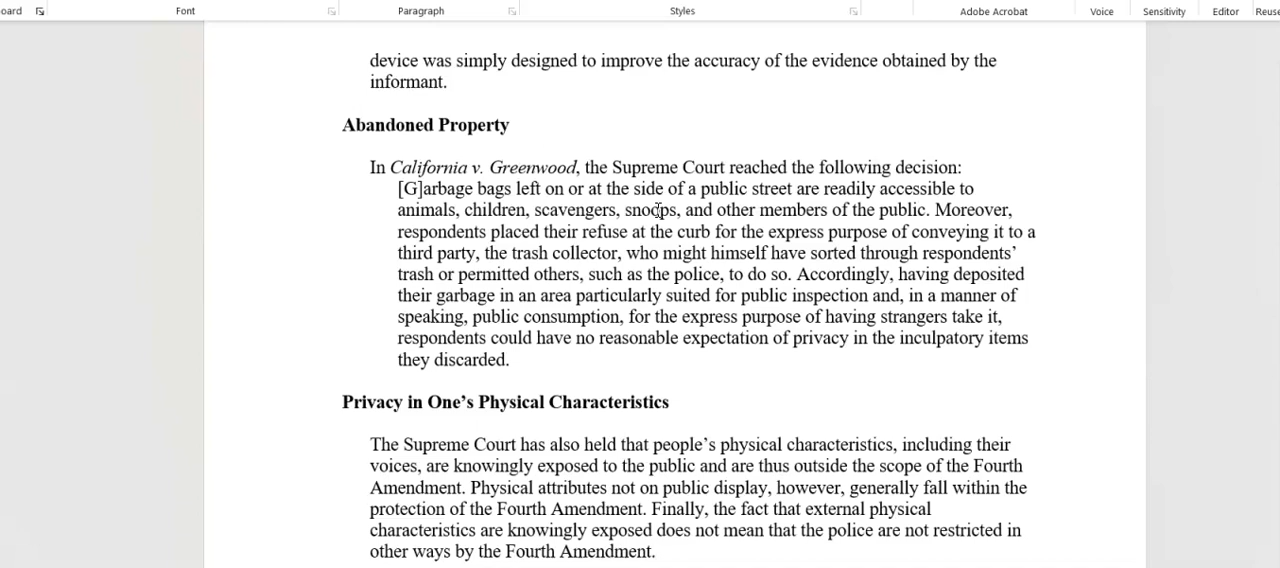 oard Font Paragraph Styles Adobe Acrobat Voice Sensitivity Editor Reuse
device was simply designed to improve the accuracy of the evidence obtained by the
informant.
Abandoned Property
In California v. Greenwood, the Supreme Court reached the following decision:
[G]arbage bags left on or at the side of a public street are readily accessible to
animals, children, scavengers, snoops, and other members of the public. Moreover,
respondents placed their refuse at the curb for the express purpose of conveying it to a
third party, the trash collector, who might himself have sorted through respondents’
trash or permitted others, such as the police, to do so. Accordingly, having deposited
their garbage in an area particularly suited for public inspection and, in a manner of
speaking, public consumption, for the express purpose of having strangers take it,
respondents could have no reasonable expectation of privacy in the inculpatory items
they discarded.
Privacy in One’s Physical Characteristics
The Supreme Court has also held that people’s physical characteristics, including their
voices, are knowingly exposed to the public and are thus outside the scope of the Fourth
Amendment. Physical attributes not on public display, however, generally fall within the
protection of the Fourth Amendment. Finally, the fact that external physical
characteristics are knowingly exposed does not mean that the police are not restricted in
other ways by the Fourth Amendment.